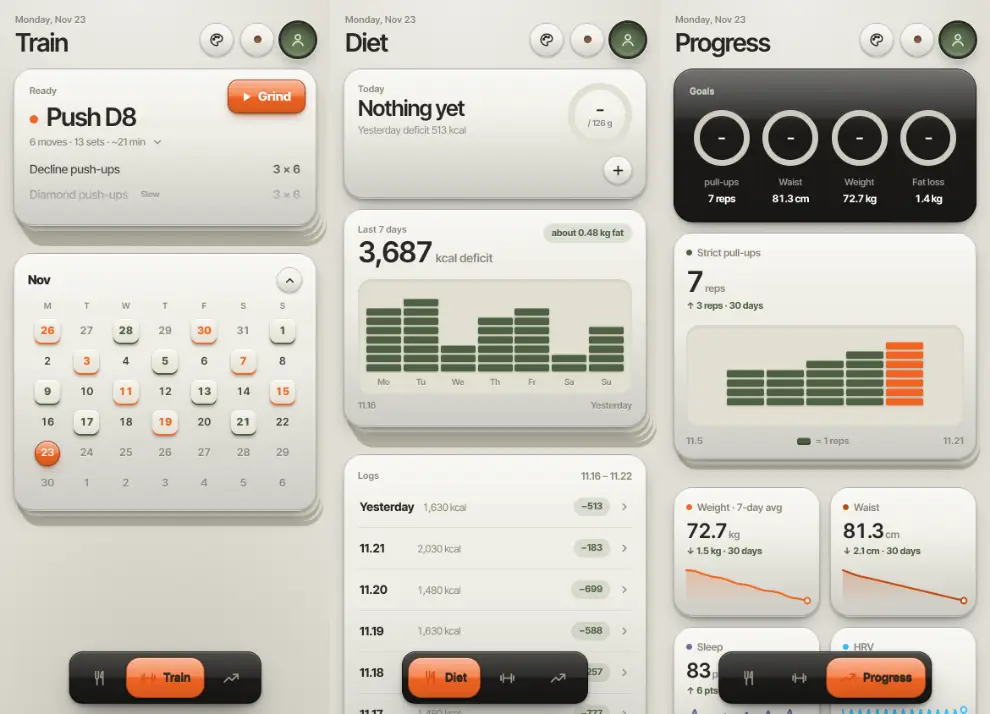 Monday, Nov 23
Train
Ready
Push D8
Grind
6 moves · 13 sets · ~21 min
Decline push-ups 3 × 6
Diamond push-ups Slow 3 × 6
Nov
M T W T F S S
26 27 28 29 30 31 1
2 3 4 5 6 7 8
9 10 11 12 13 14 15
16 17 18 19 20 21 22
23 24 25 26 27 28 29
30 1 2 3 4 5 6
Train
Monday, Nov 23
Diet
Today
Nothing yet
Yesterday deficit 513 kcal
-
/ 126 g
+
Last 7 days
about 0.48 kg fat
3,687 kcal deficit
Mo Tu We Th Fr Sa Su
11.16 Yesterday
Logs 11.16 – 11.22
Yesterday 1,630 kcal −513
11.21 2,030 kcal −183
11.20 1,480 kcal −699
11.19 1,630 kcal −588
11.18 257
Diet
Monday, Nov 23
Progress
Goals
- - - -
pull-ups Waist Weight Fat loss
7 reps 81.3 cm 72.7 kg 1.4 kg
Strict pull-ups
7 reps
↑ 3 reps · 30 days
11.5 = 1 reps 11.21
Weight · 7-day avg
72.7 kg
↓ 1.5 kg · 30 days
Waist
81.3 cm
↓ 2.1 cm · 30 days
Sleep
83
↑ 6 pts
HRV
Progress